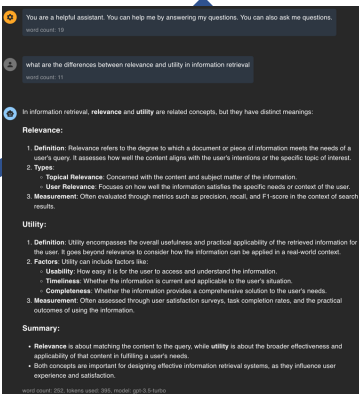 You are a helpful assistant. You can help me by answering my questions. You can also ask me questions.
word count: 19
what are the differences between relevance and utility in information retrieval
word count: 11
In information retrieval, relevance and utility are related concepts, but they have distinct meanings:
Relevance:
1. Definition: Relevance refers to the degree to which a document or piece of information meets the needs of a
user's query. It assesses how well the content aligns with the user's intentions or the specific topic of interest.
2. Types:
○ Topical Relevance: Concerned with the content and subject matter of the information.
○ User Relevance: Focuses on how well the information satisfies the specific needs or context of the user.
3. Measurement: Often evaluated through metrics such as precision, recall, and F1-score in the context of search
results.
Utility:
1. Definition: Utility encompasses the overall usefulness and practical applicability of the retrieved information for
the user. It goes beyond relevance to consider how the information can be applied in a real-world context.
2. Factors: Utility can include factors like:
○ Usability: How easy it is for the user to access and understand the information.
○ Timeliness: Whether the information is current and applicable to the user's situation.
○ Completeness: Whether the information provides a comprehensive solution to the user's needs.
3. Measurement: Often assessed through user satisfaction surveys, task completion rates, and the practical
outcomes of using the information.
Summary:
• Relevance is about matching the content to the query, while utility is about the broader effectiveness and
applicability of that content in fulfilling a user's needs.
• Both concepts are important for designing effective information retrieval systems, as they influence user
experience and satisfaction.
word count: 252, tokens used: 395, model: gpt-3.5-turbo